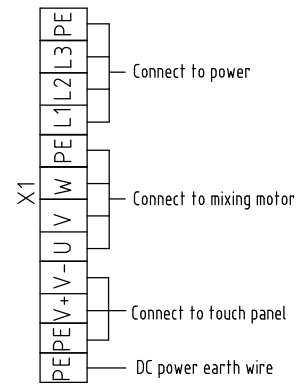 X1
PE
L3
L2
L1
Connect to power
PE
W
V
U
Connect to mixing motor
V-
V+
PE
Connect to touch panel
PE
DC power earth wire